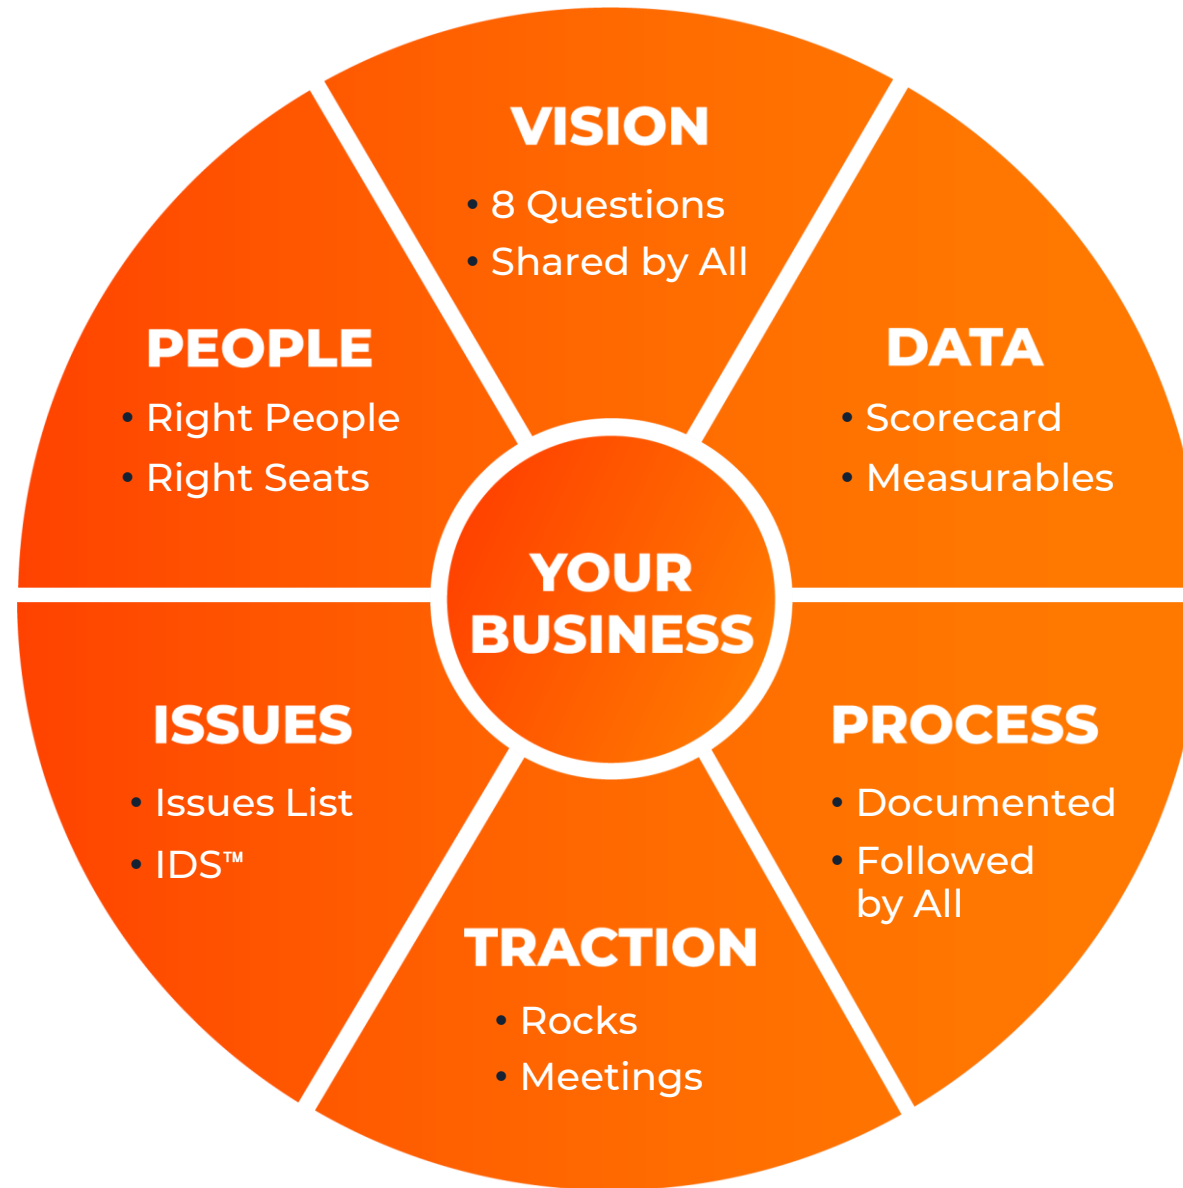 VISION
• 8 Questions
• Shared by All
DATA
• Scorecard
• Measurables
PROCESS
• Documented
• Followed
by All
TRACTION
• Rocks
• Meetings
ISSUES
• Issues List
• IDS™
PEOPLE
• Right People
• Right Seats
YOUR
BUSINESS